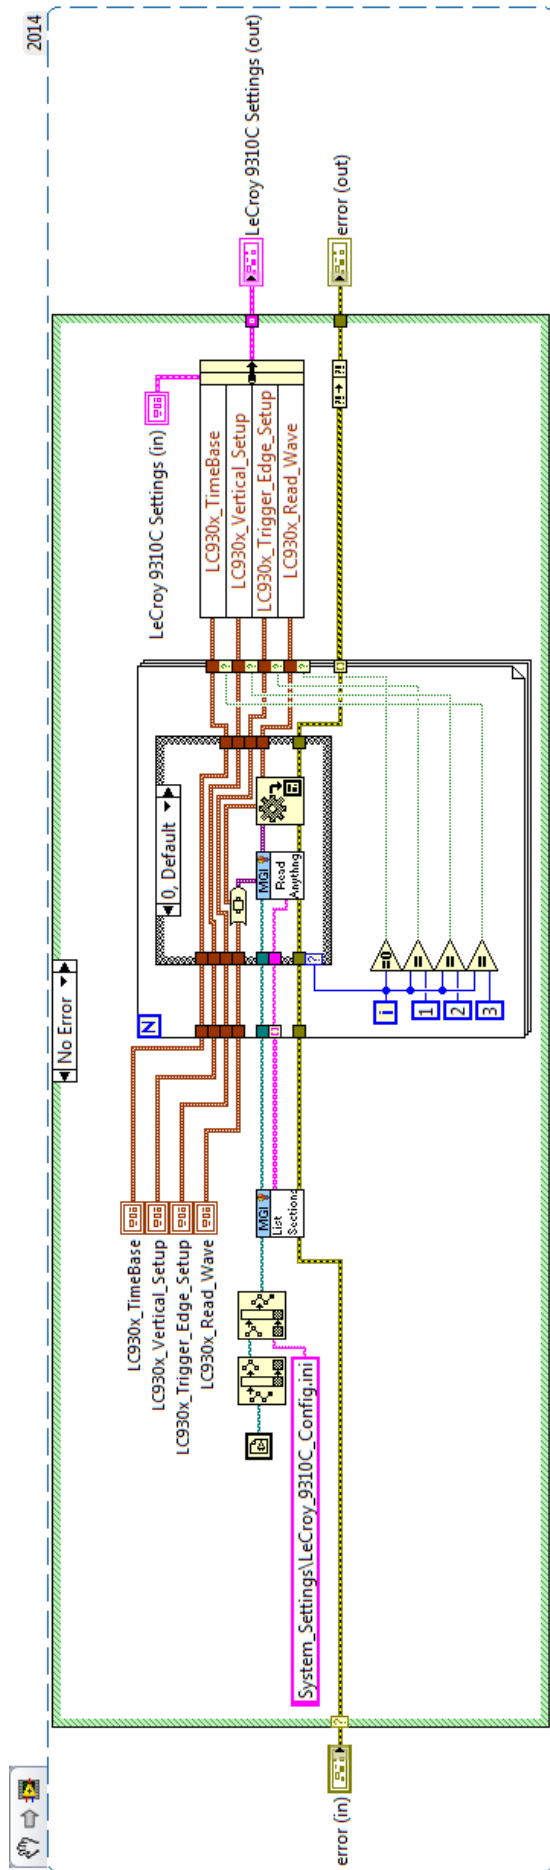 2014
No Error
LC930x_TimeBase
LC930x_Vertical_Setup
LC930x_Trigger_Edge_Setup
LC930x_Read_Wave
System_Settings\LeCroy_9310C_Config.ini
error (in)
MGI
List
Sections
N
0, Default
MGI
Read
Anything
i
1
2
3
=0
=
=
=
LeCroy 9310C Settings (in)
LC930x_TimeBase
LC930x_Vertical_Setup
LC930x_Trigger_Edge_Setup
LC930x_Read_Wave
LeCroy 9310C Settings (out)
error (out)